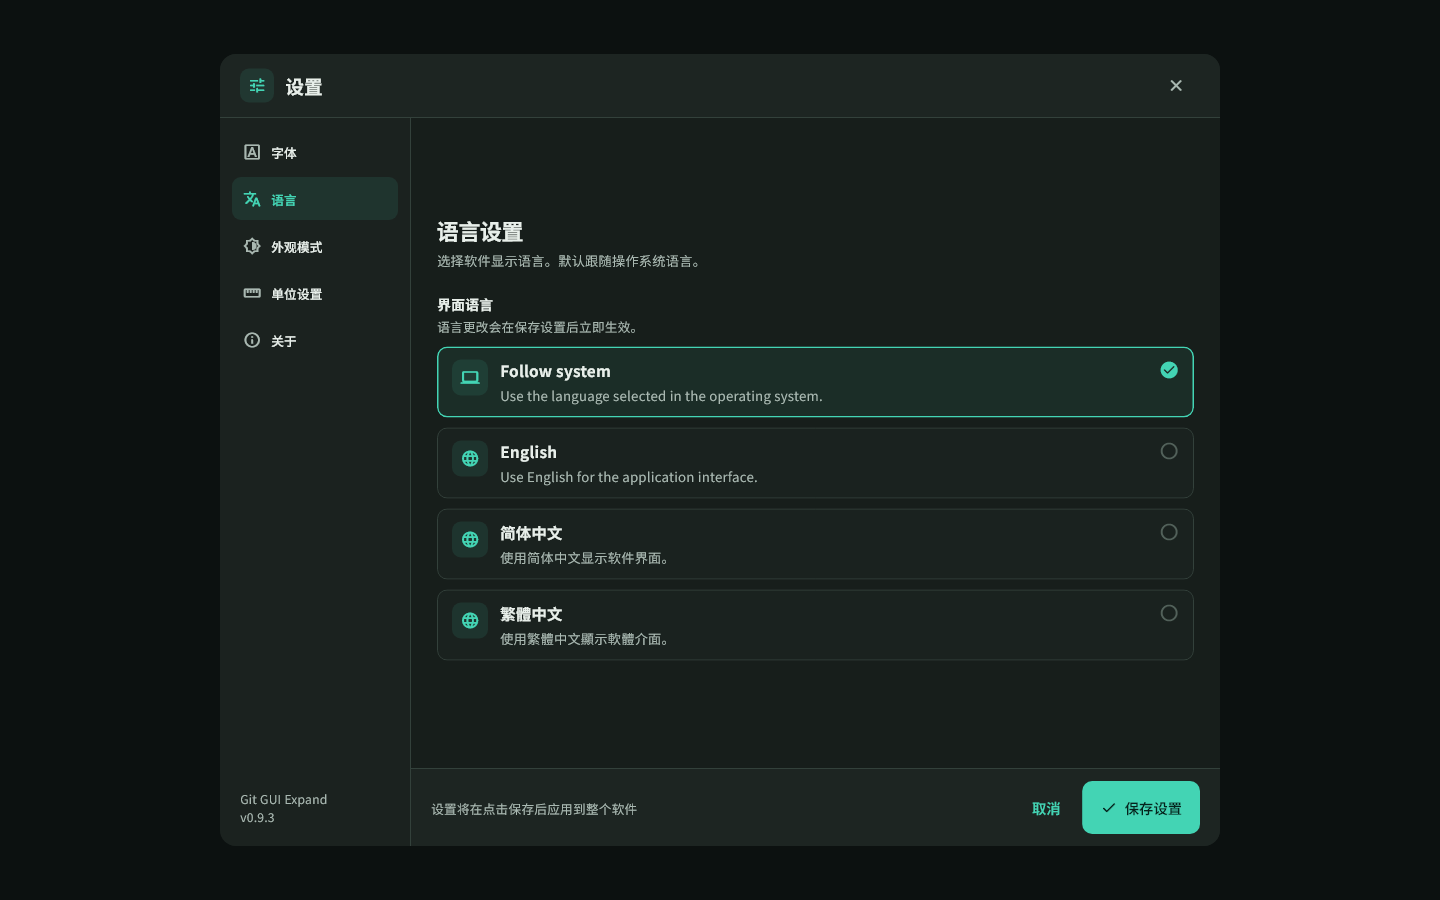 设置
字体
语言
外观模式
单位设置
关于
Git GUI Expand
v0.9.3
语言设置
选择软件显示语言。默认跟随操作系统语言。
界面语言
语言更改会在保存设置后立即生效。
Follow system
Use the language selected in the operating system.
English
Use English for the application interface.
简体中文
使用简体中文显示软件界面。
繁體中文
使用繁體中文顯示軟體介面。
设置将在点击保存后应用到整个软件
取消
保存设置